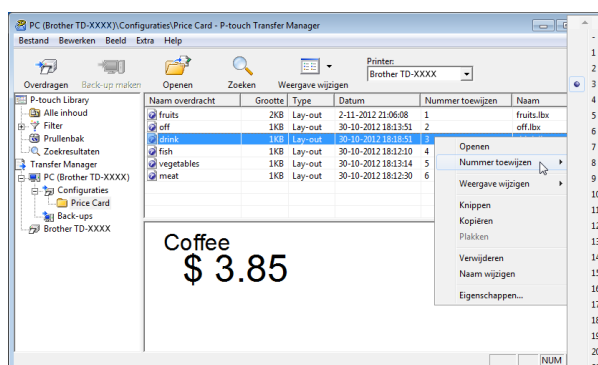 PC (Brother TD-XXXX)\Configuraties\Price Card - P-touch Transfer Manager
Bestand Bewerken Beeld Extra Help
Overdragen Back-up maken Openen Zoeken Weergave wijzigen
Printer:
Brother TD-XXXX
P-touch Library
Alle inhoud
Filter
Prullenbak
Zoekresultaten
Transfer Manager
PC (Brother TD-XXXX)
Configuraties
Price Card
Back-ups
Brother TD-XXXX
Naam overdracht Grootte Type Datum Nummer toewijzen Naam
fruits 2KB Lay-out 2-11-2012 21:06:08 1 fruits.lbx
off 1KB Lay-out 30-10-2012 18:13:51 2 off.lbx
drink 1KB Lay-out 30-10-2012 18:18:51 3
fish 1KB Lay-out 30-10-2012 18:12:10 4
vegetables 1KB Lay-out 30-10-2012 18:13:14 5
meat 1KB Lay-out 30-10-2012 18:12:30 6
Openen
Nummer toewijzen
Weergave wijzigen
Knippen
Kopiëren
Plakken
Verwijderen
Naam wijzigen
Eigenschappen...
-
1
2
3
4
5
6
7
8
9
10
11
12
13
14
15
16
17
18
19
20
Coffee
$ 3.85
NUM